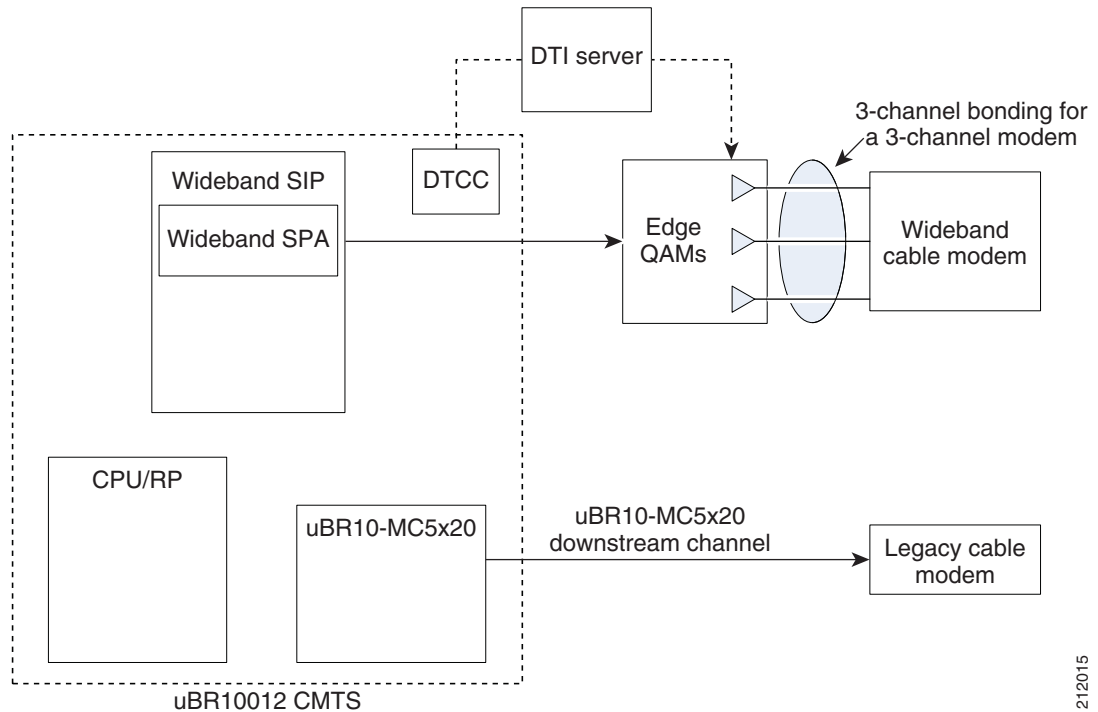 DTI server
3-channel bonding for
a 3-channel modem
DTCC
Wideband SIP
Wideband SPA
Edge
QAMs
Wideband
cable modem
CPU/RP
uBR10-MC5x20
uBR10-MC5x20
downstream channel
Legacy cable
modem
uBR10012 CMTS
212015